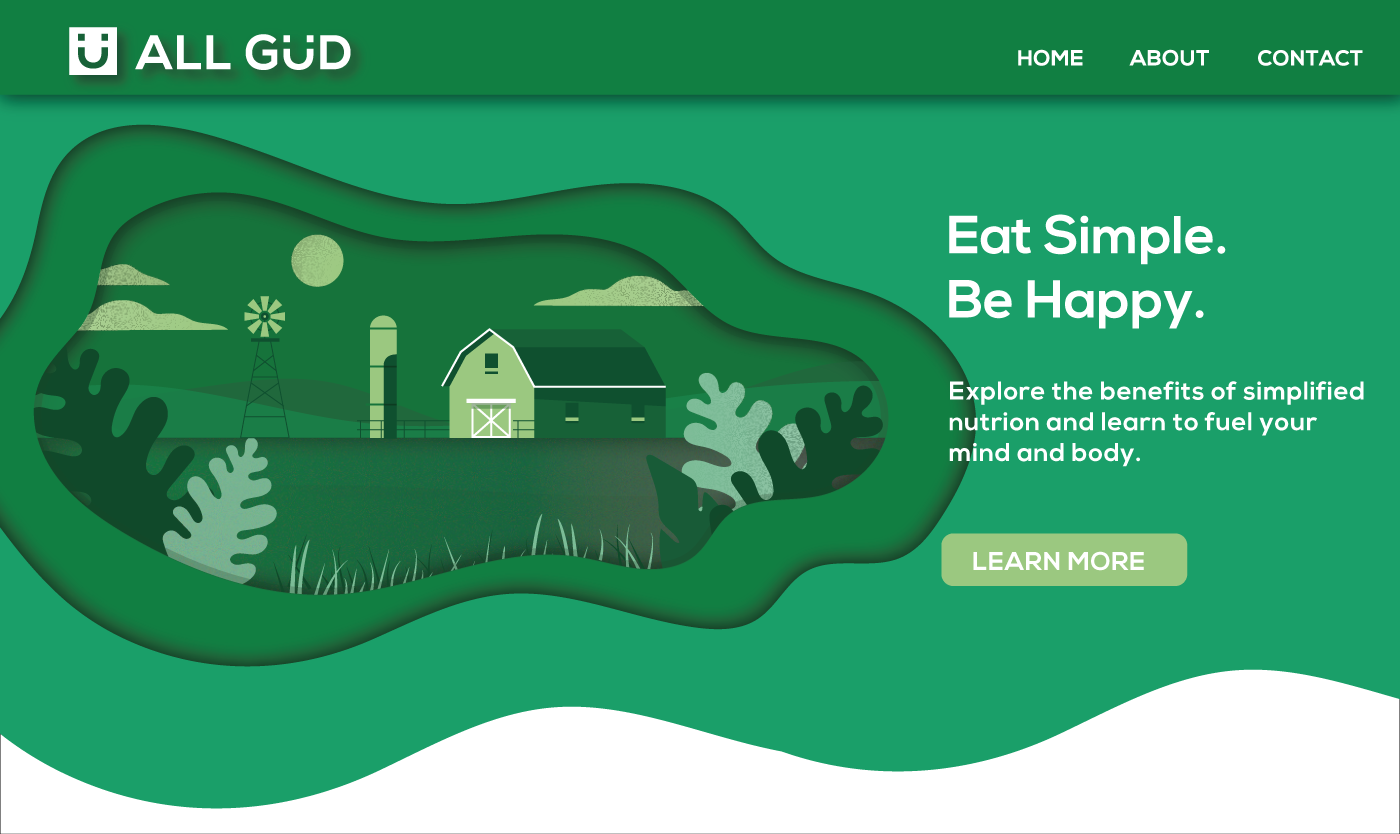 Ü ALL GÜD
HOME ABOUT CONTACT
Eat Simple.
Be Happy.
Explore the benefits of simplified
nutrion and learn to fuel your
mind and body.
LEARN MORE